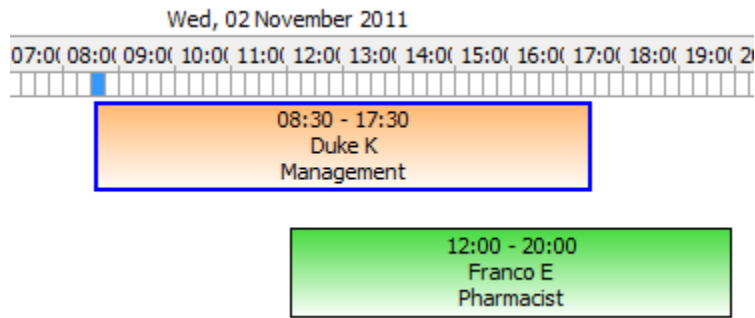 Wed, 02 November 2011
07:0( 08:0( 09:0( 10:0( 11:0( 12:0( 13:0( 14:0( 15:0( 16:0( 17:0( 18:0( 19:0( 2
08:30 - 17:30
Duke K
Management
12:00 - 20:00
Franco E
Pharmacist